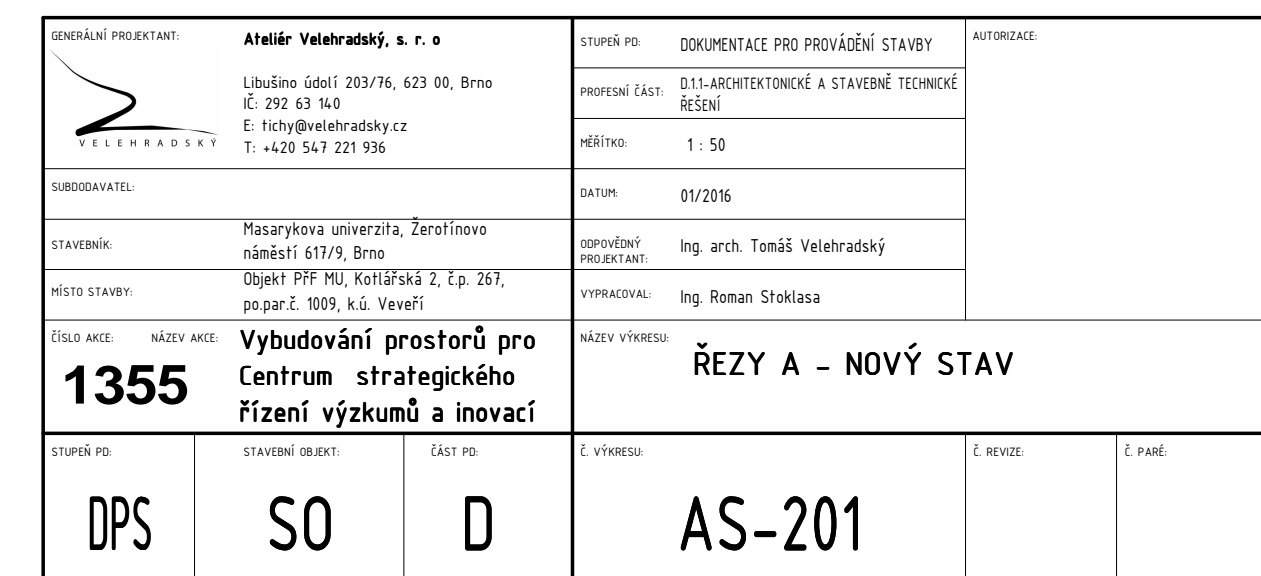 GENERÁLNÍ PROJEKTANT:
VELEHRADSKÝ
Ateliér Velehradský, s. r. o
Libušino údolí 203/76, 623 00, Brno
IČ: 292 63 140
E: tichy@velehradsky.cz
T: +420 547 221 936
SUBDODAVATEL:
STAVEBNÍK:
Masarykova univerzita, Žerotínovo
náměstí 617/9, Brno
MÍSTO STAVBY:
Objekt PřF MU, Kotlářská 2, č.p. 267,
po.par.č. 1009, k.ú. Veveří
ČÍSLO AKCE: NÁZEV AKCE:
1355
Vybudování prostorů pro
Centrum strategického
řízení výzkumů a inovací
STUPEŇ PD: DOKUMENTACE PRO PROVÁDĚNÍ STAVBY
PROFESNÍ ČÁST: D.1.1-ARCHITEKTONICKÉ A STAVEBNĚ TECHNICKÉ
ŘEŠENÍ
MĚŘÍTKO: 1 : 50
DATUM: 01/2016
ODPOVĚDNÝ
PROJEKTANT:
Ing. arch. Tomáš Velehradský
VYPRACOVAL: Ing. Roman Stoklasa
AUTORIZACE:
NÁZEV VÝKRESU:
ŘEZY A - NOVÝ STAV
STUPEŇ PD:
DPS
STAVEBNÍ OBJEKT:
SO
ČÁST PD:
D
Č. VÝKRESU:
AS-201
Č. REVIZE:
Č. PARÉ: